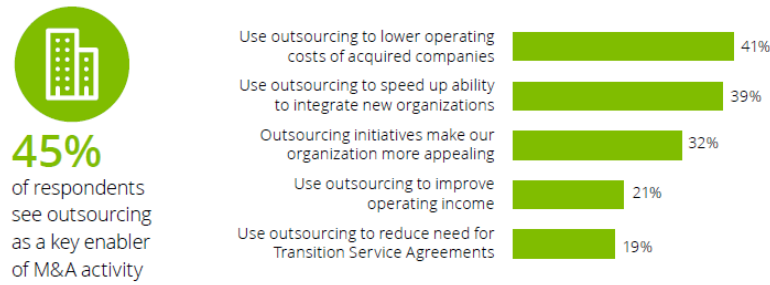 45%
of respondents
see outsourcing
as a key enabler
of M&A activity
Use outsourcing to lower operating
costs of acquired companies
41%
Use outsourcing to speed up ability
to integrate new organizations
39%
Outsourcing initiatives make our
organization more appealing
32%
Use outsourcing to improve
operating income
21%
Use outsourcing to reduce need for
Transition Service Agreements
19%